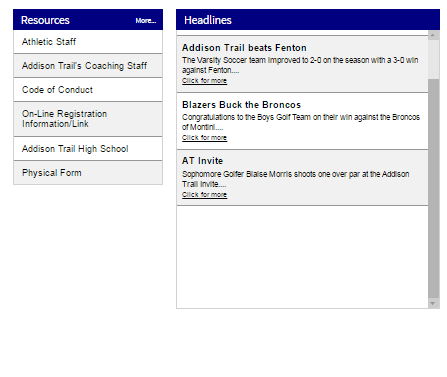 Resources More...
Athletic Staff
Addison Trail's Coaching Staff
Code of Conduct
On-Line Registration
Information/Link
Addison Trail High School
Physical Form
Headlines
Addison Trail beats Fenton
The Varsity Soccer team improved to 2-0 on the season with a 3-0 win
against Fenton....
Click for more
Blazers Buck the Broncos
Congratulations to the Boys Golf Team on their win against the Broncos
of Montini....
Click for more
AT Invite
Sophomore Golfer Blaise Morris shoots one over par at the Addison
Trail Invite....
Click for more